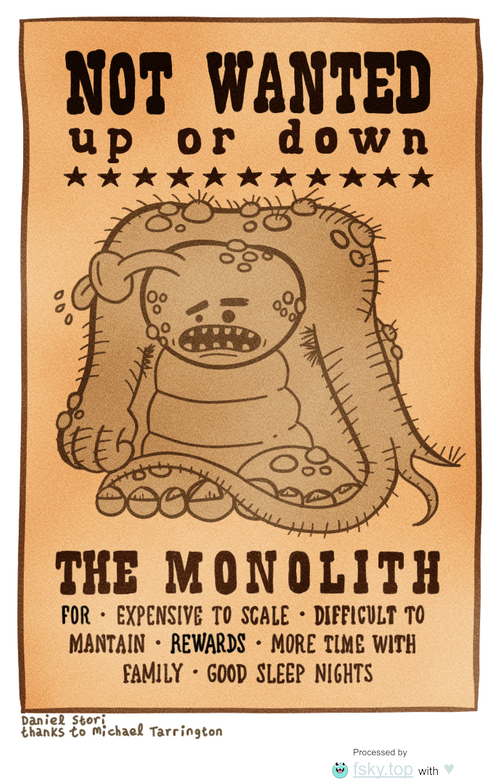 NOT WANTED
up or down
THE MONOLITH
FOR · EXPENSIVE TO SCALE · DIFFICULT TO
MANTAIN · REWARDS · MORE TIME WITH
FAMILY · GOOD SLEEP NIGHTS
Daniel Stori
thanks to Michael Tarrington
Processed by
fsky.top with ♥